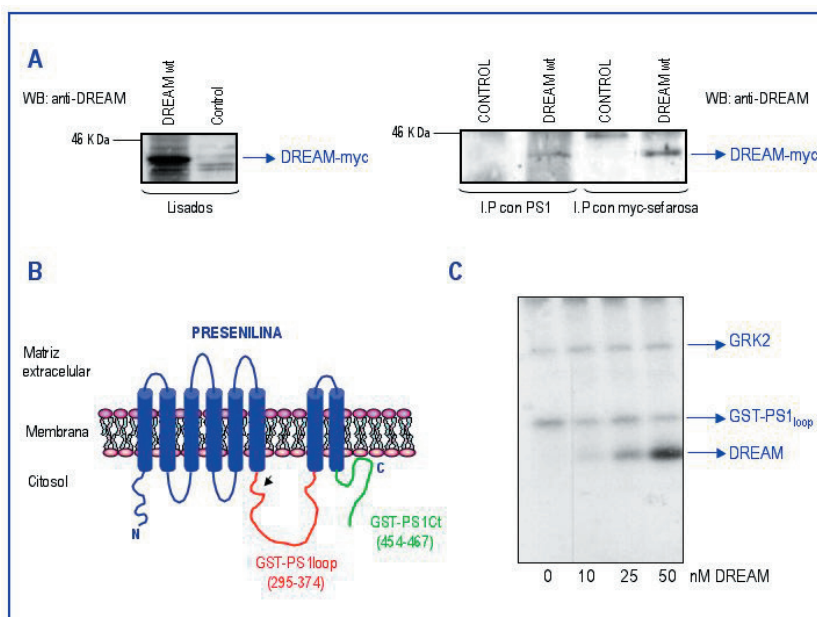 A
WB: anti-DREAM
DREAM wt
Control
46 KDa
DREAM-myc
Lisados
CONTROL
DREAM wt
CONTROL
DREAM wt
WB: anti-DREAM
46 KDa
DREAM-myc
I.P con PS1
I.P con myc-sefarosa
B
PRESENILINA
Matriz
extracelular
Membrana
Citosol
N
C
GST-PS1loop
(295-374)
GST-PS1Ct
(454-467)
C
GRK2
GST-PS1loop
DREAM
0 10 25 50 nM DREAM